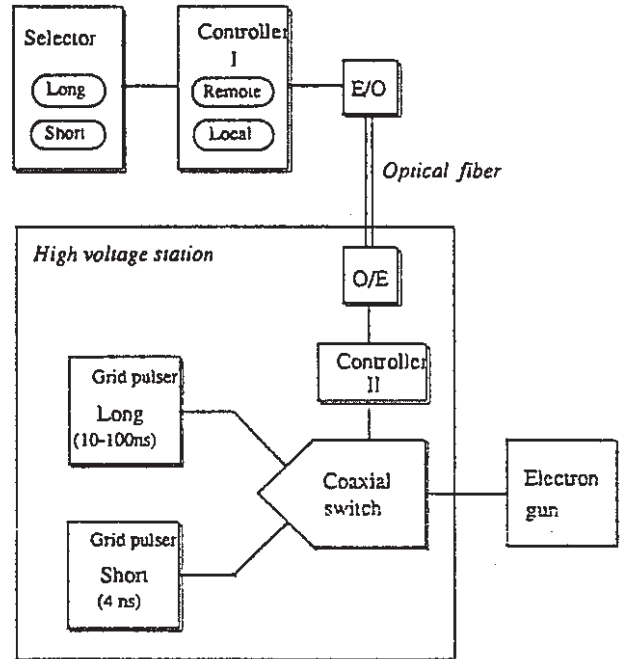 Selector
Long
Short
Controller
I
Remote
Local
E/O
Optical fiber
High voltage station
O/E
Controller
II
Grid pulser
Long
(10-100ns)
Coaxial
switch
Electron
gun
Grid pulser
Short
(4 ns)